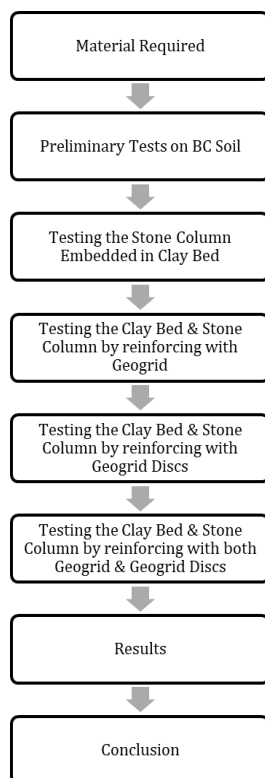 Material Required
Preliminary Tests on BC Soil
Testing the Stone Column
Embedded in Clay Bed
Testing the Clay Bed & Stone
Column by reinforcing with
Geogrid
Testing the Clay Bed & Stone
Column by reinforcing with
Geogrid Discs
Testing the Clay Bed & Stone
Column by reinforcing with both
Geogrid & Geogrid Discs
Results
Conclusion